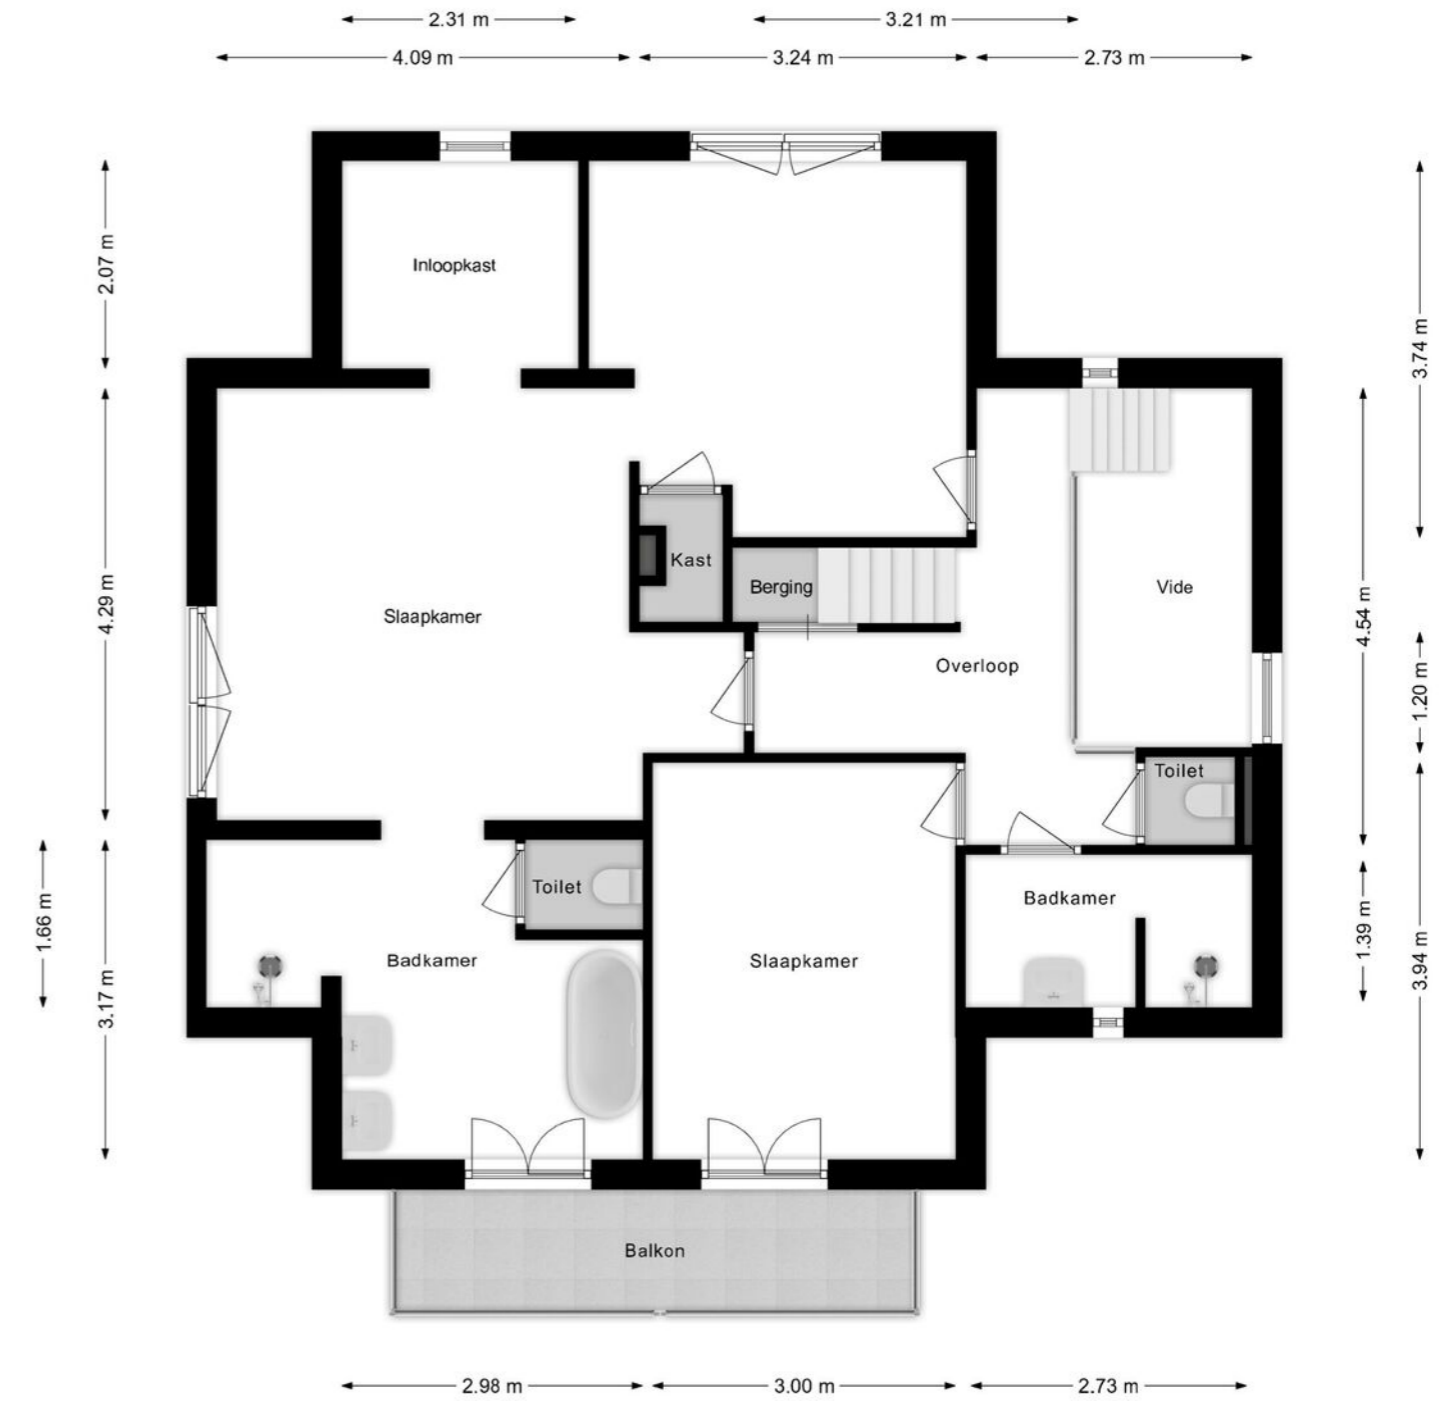 2.31 m
3.21 m
4.09 m
3.24 m
2.73 m
2.07 m
Inloopkast
3.74 m
Kast
Berging
Vide
4.29 m
Slaapkamer
4.54 m
Overloop
1.20 m
Toilet
Toilet
Badkamer
1.66 m
Badkamer
Slaapkamer
1.39 m
3.94 m
3.17 m
Balkon
2.98 m
3.00 m
2.73 m